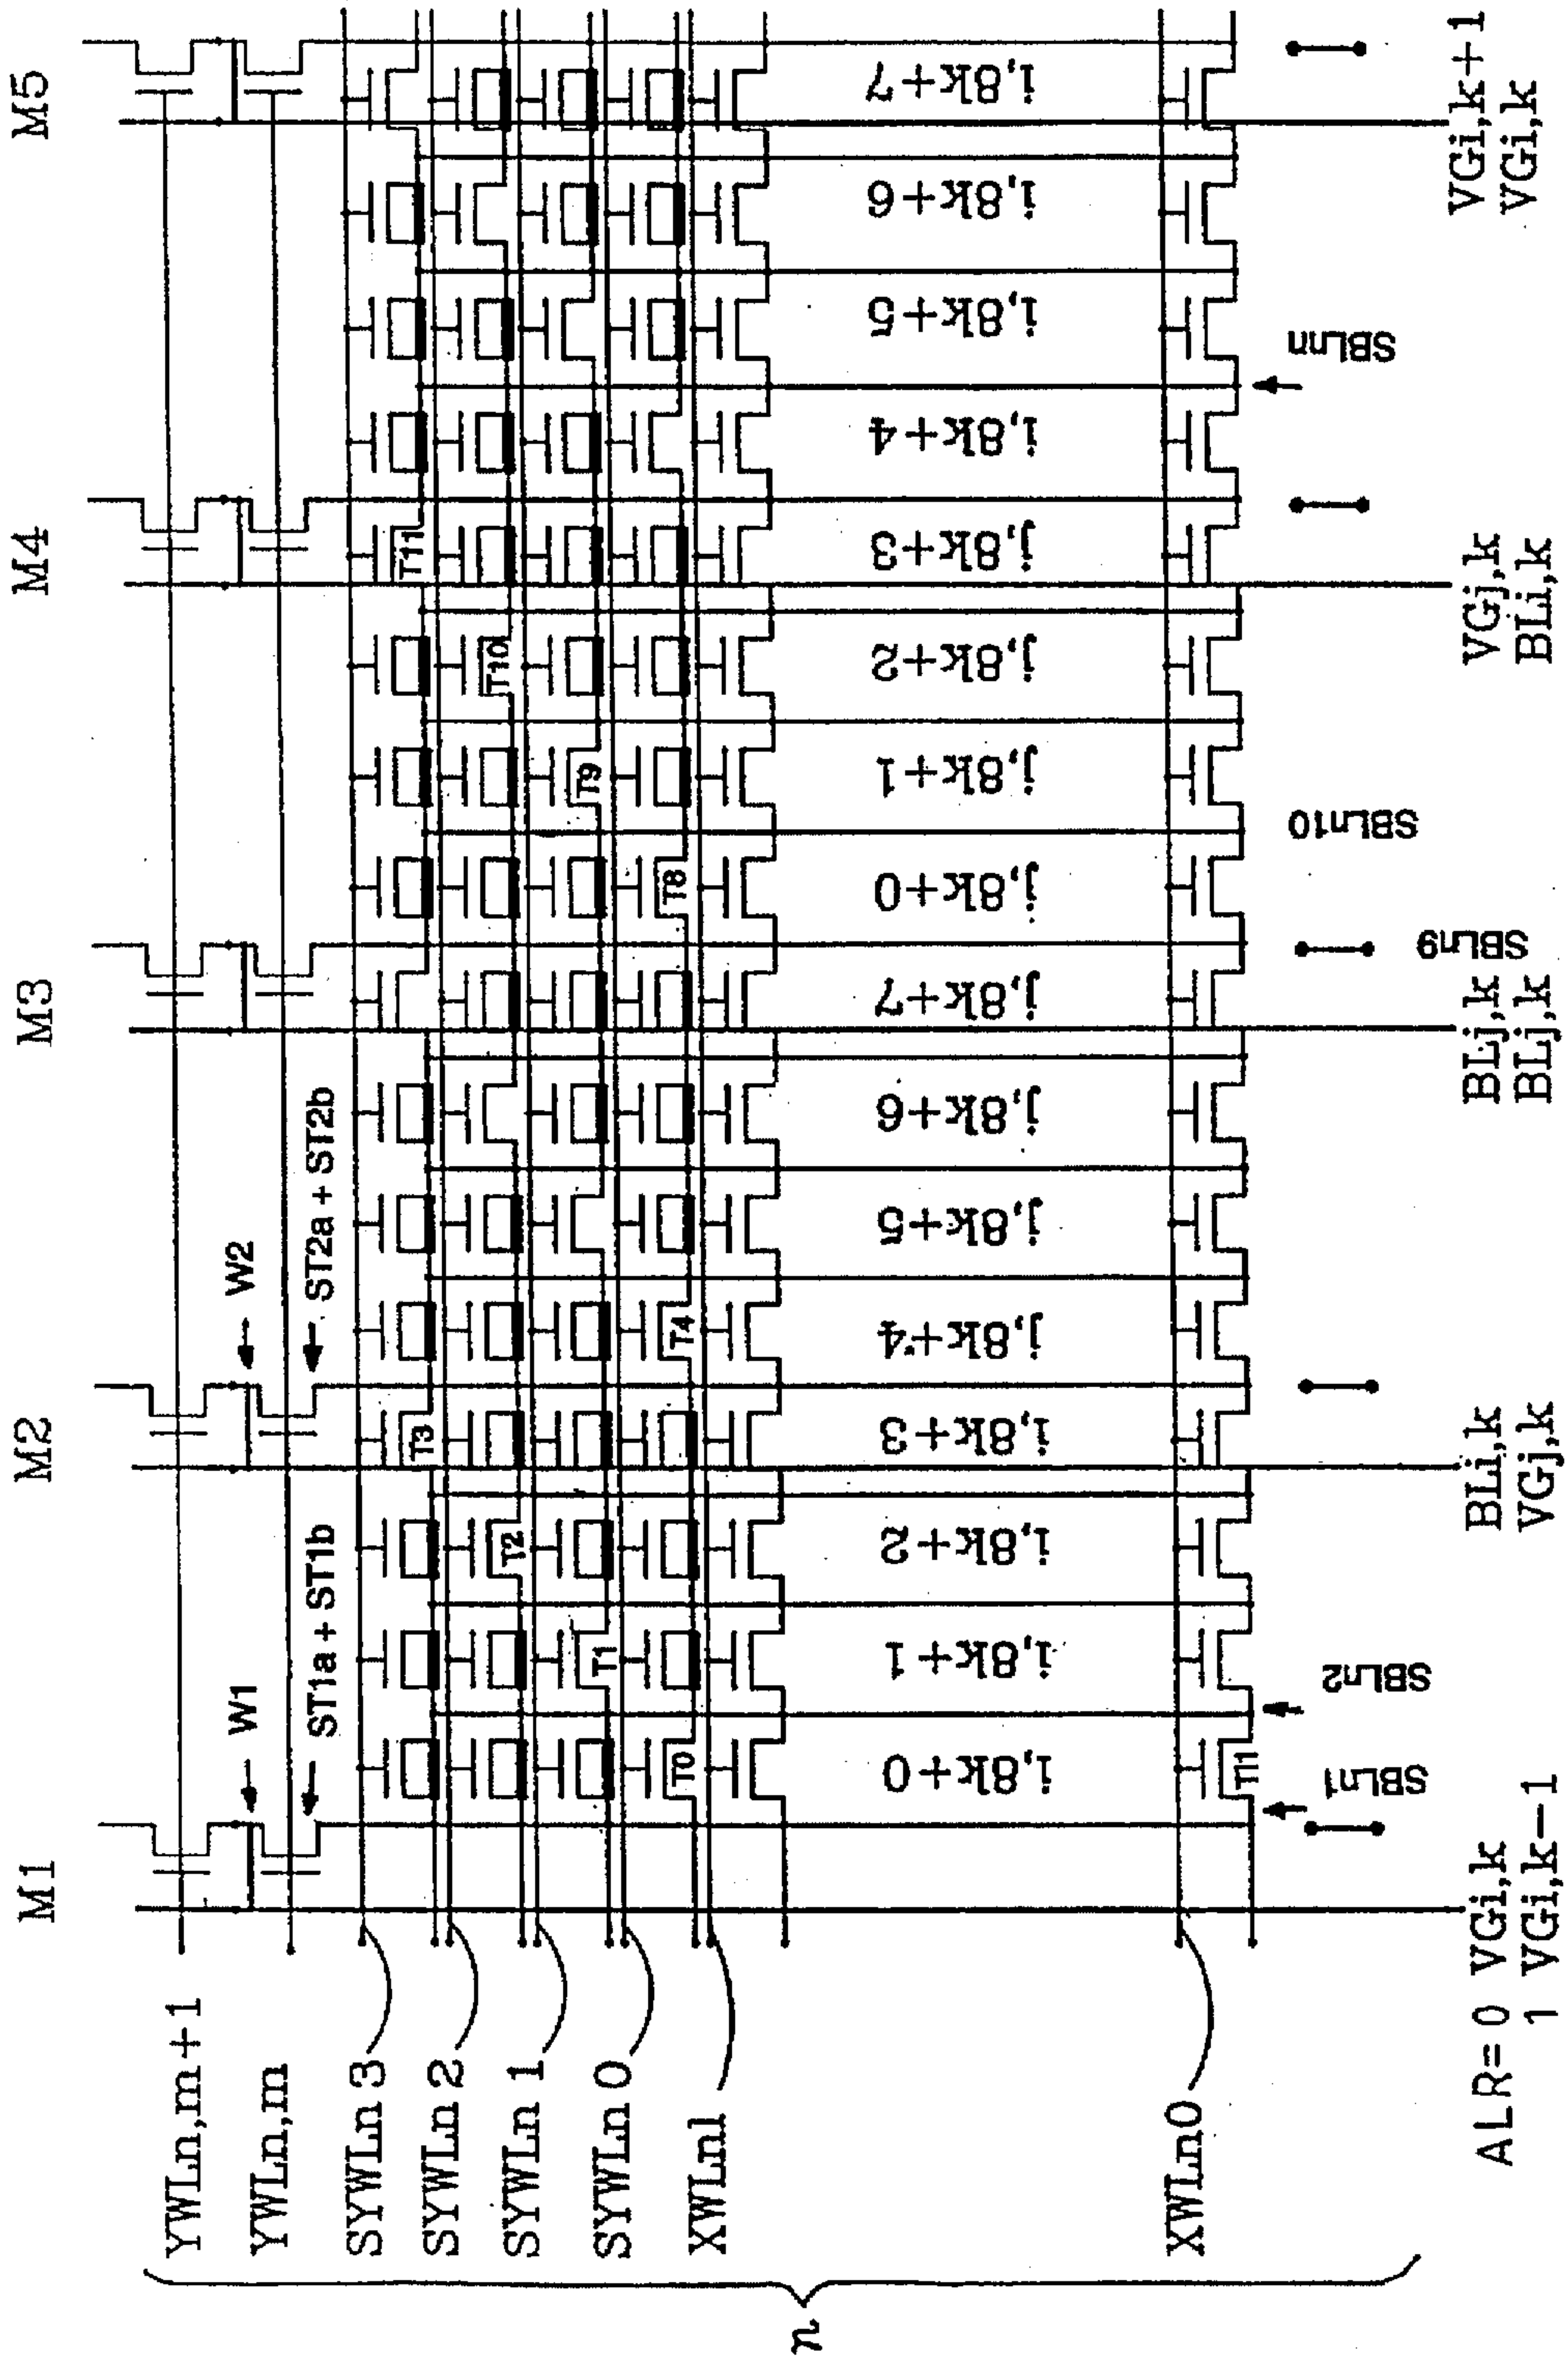 M1
M2
M3
M4
M5
YWLn,m+1
YWLn,m
W1
W2
ST1a + ST1b
ST2a + ST2b
SYWLn 3
SYWLn 2
SYWLn 1
SYWLn 0
XWLnl
XWLn0
n
T3
T11
T2
T10
T1
T9
T0
T4
T8
i,8k+0
i,8k+1
i,8k+2
i,8k+3
j,8k+4
j,8k+5
j,8k+6
j,8k+7
j,8k+0
j,8k+1
j,8k+2
j,8k+3
i,8k+4
i,8k+5
i,8k+6
i,8k+7
T11
SBLn1
SBLn2
SBLn9
SBLn10
SBLnn
ALR= 0 VGi,k
1 VGi,k-1
BLi,k
VGj,k
BLj,k
BLj,k
VGj,k
BLi,k
VGi,k+1
VGi,k